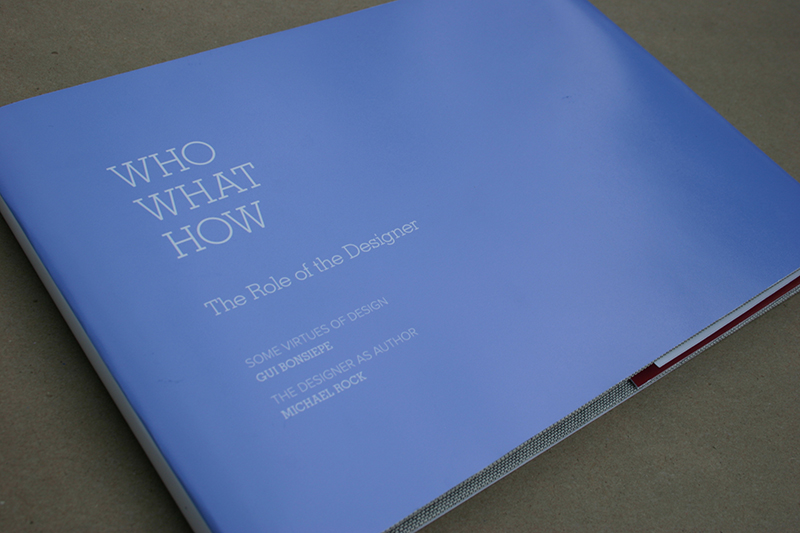 WHO
WHAT
HOW
The Role of the Designer
SOME VIRTUES OF DESIGN
GUI BONSIEPE
THE DESIGNER AS AUTHOR
MICHAEL ROCK